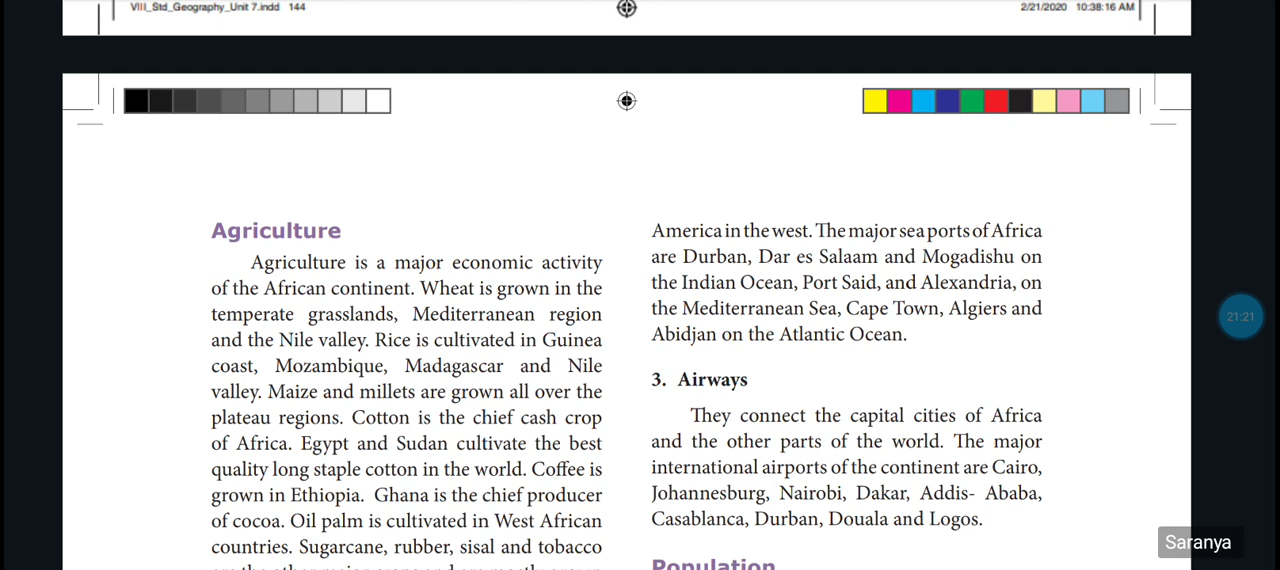 VIII_Std_Geography_Unit 7.indd 144
2/21/2020 10:38:16 AM
Agriculture
Agriculture is a major economic activity
of the African continent. Wheat is grown in the
temperate grasslands, Mediterranean region
and the Nile valley. Rice is cultivated in Guinea
coast, Mozambique, Madagascar and Nile
valley. Maize and millets are grown all over the
plateau regions. Cotton is the chief cash crop
of Africa. Egypt and Sudan cultivate the best
quality long staple cotton in the world. Coffee is
grown in Ethiopia. Ghana is the chief producer
of cocoa. Oil palm is cultivated in West African
countries. Sugarcane, rubber, sisal and tobacco
America in the west. The major sea ports of Africa
are Durban, Dar es Salaam and Mogadishu on
the Indian Ocean, Port Said, and Alexandria, on
the Mediterranean Sea, Cape Town, Algiers and
Abidjan on the Atlantic Ocean.
3. Airways
They connect the capital cities of Africa
and the other parts of the world. The major
international airports of the continent are Cairo,
Johannesburg, Nairobi, Dakar, Addis- Ababa,
Casablanca, Durban, Douala and Logos.
Population
21:21
Saranya